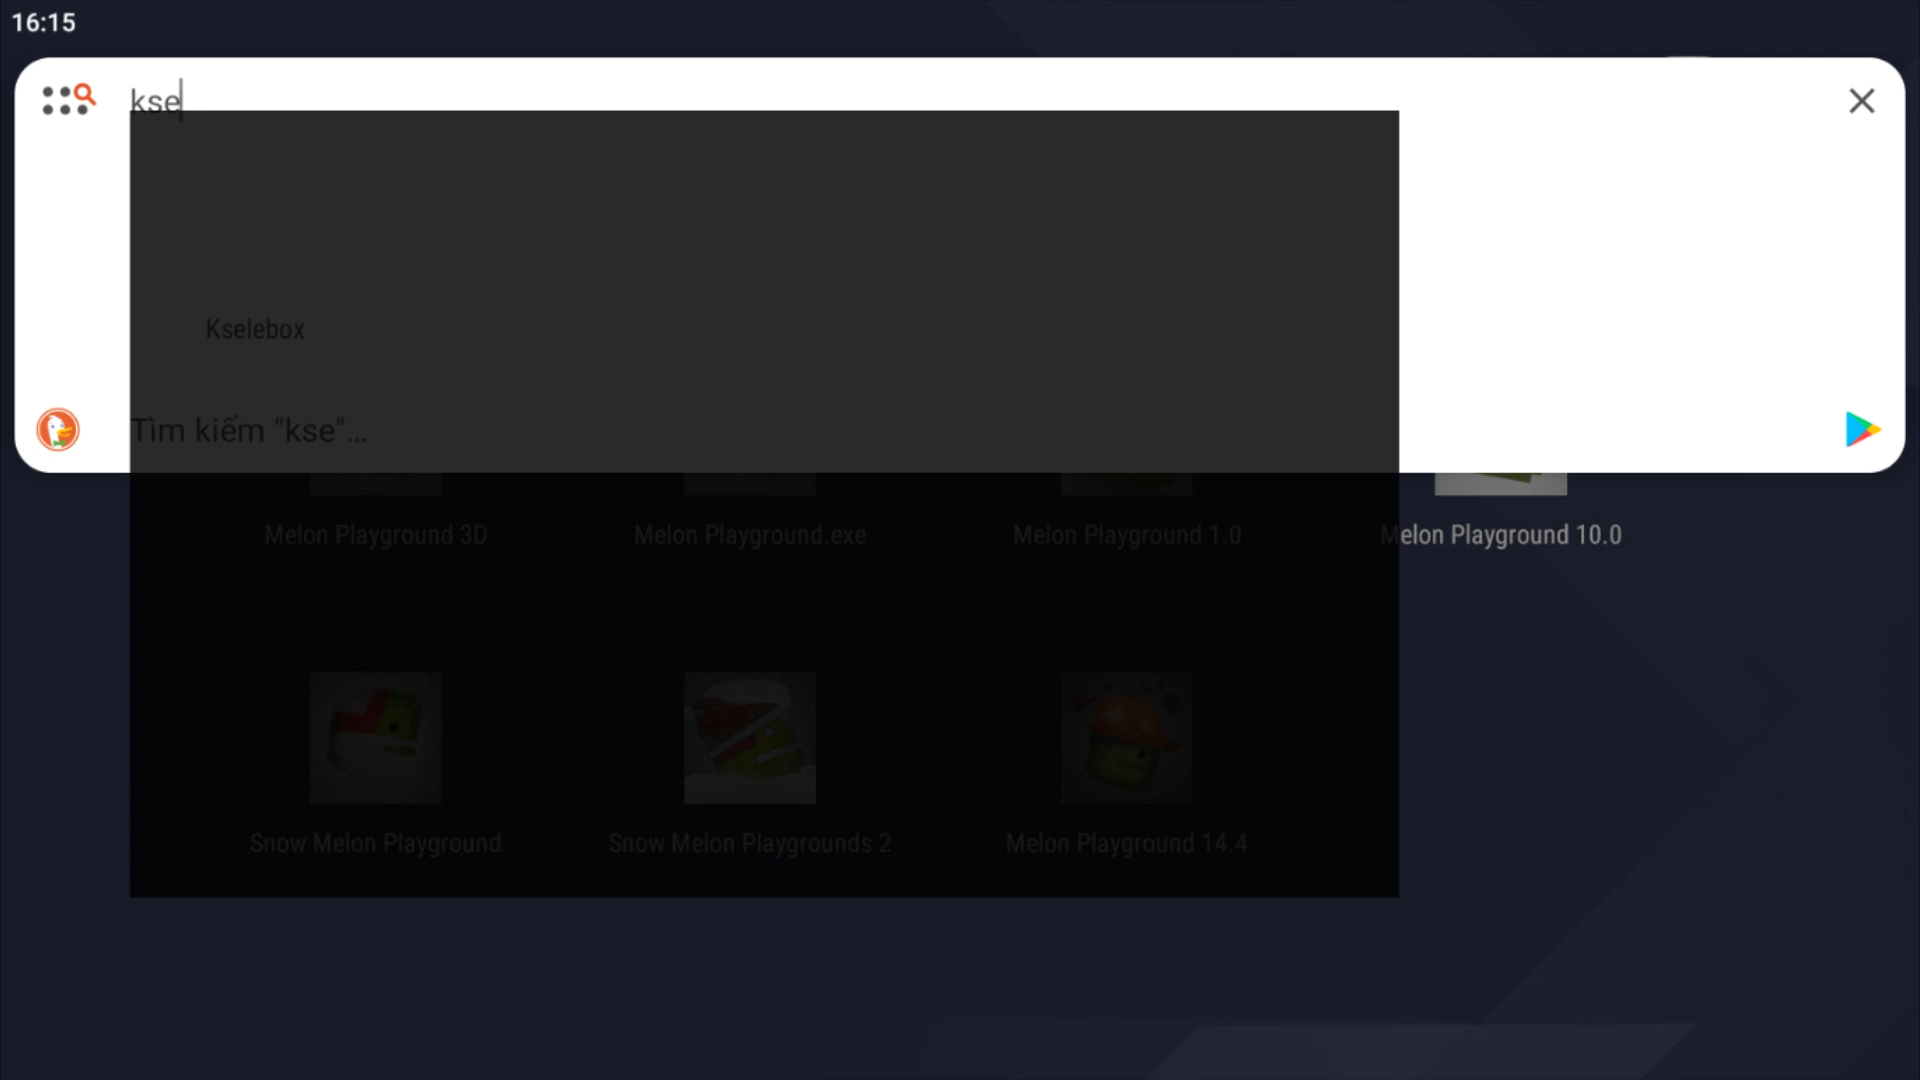 16:15
kse
Kselebox
Tìm kiếm "kse"...
Melon Playground 3D
Melon Playground.exe
Melon Playground 1.0
Melon Playground 10.0
Snow Melon Playground
Snow Melon Playgrounds 2
Melon Playground 14.4